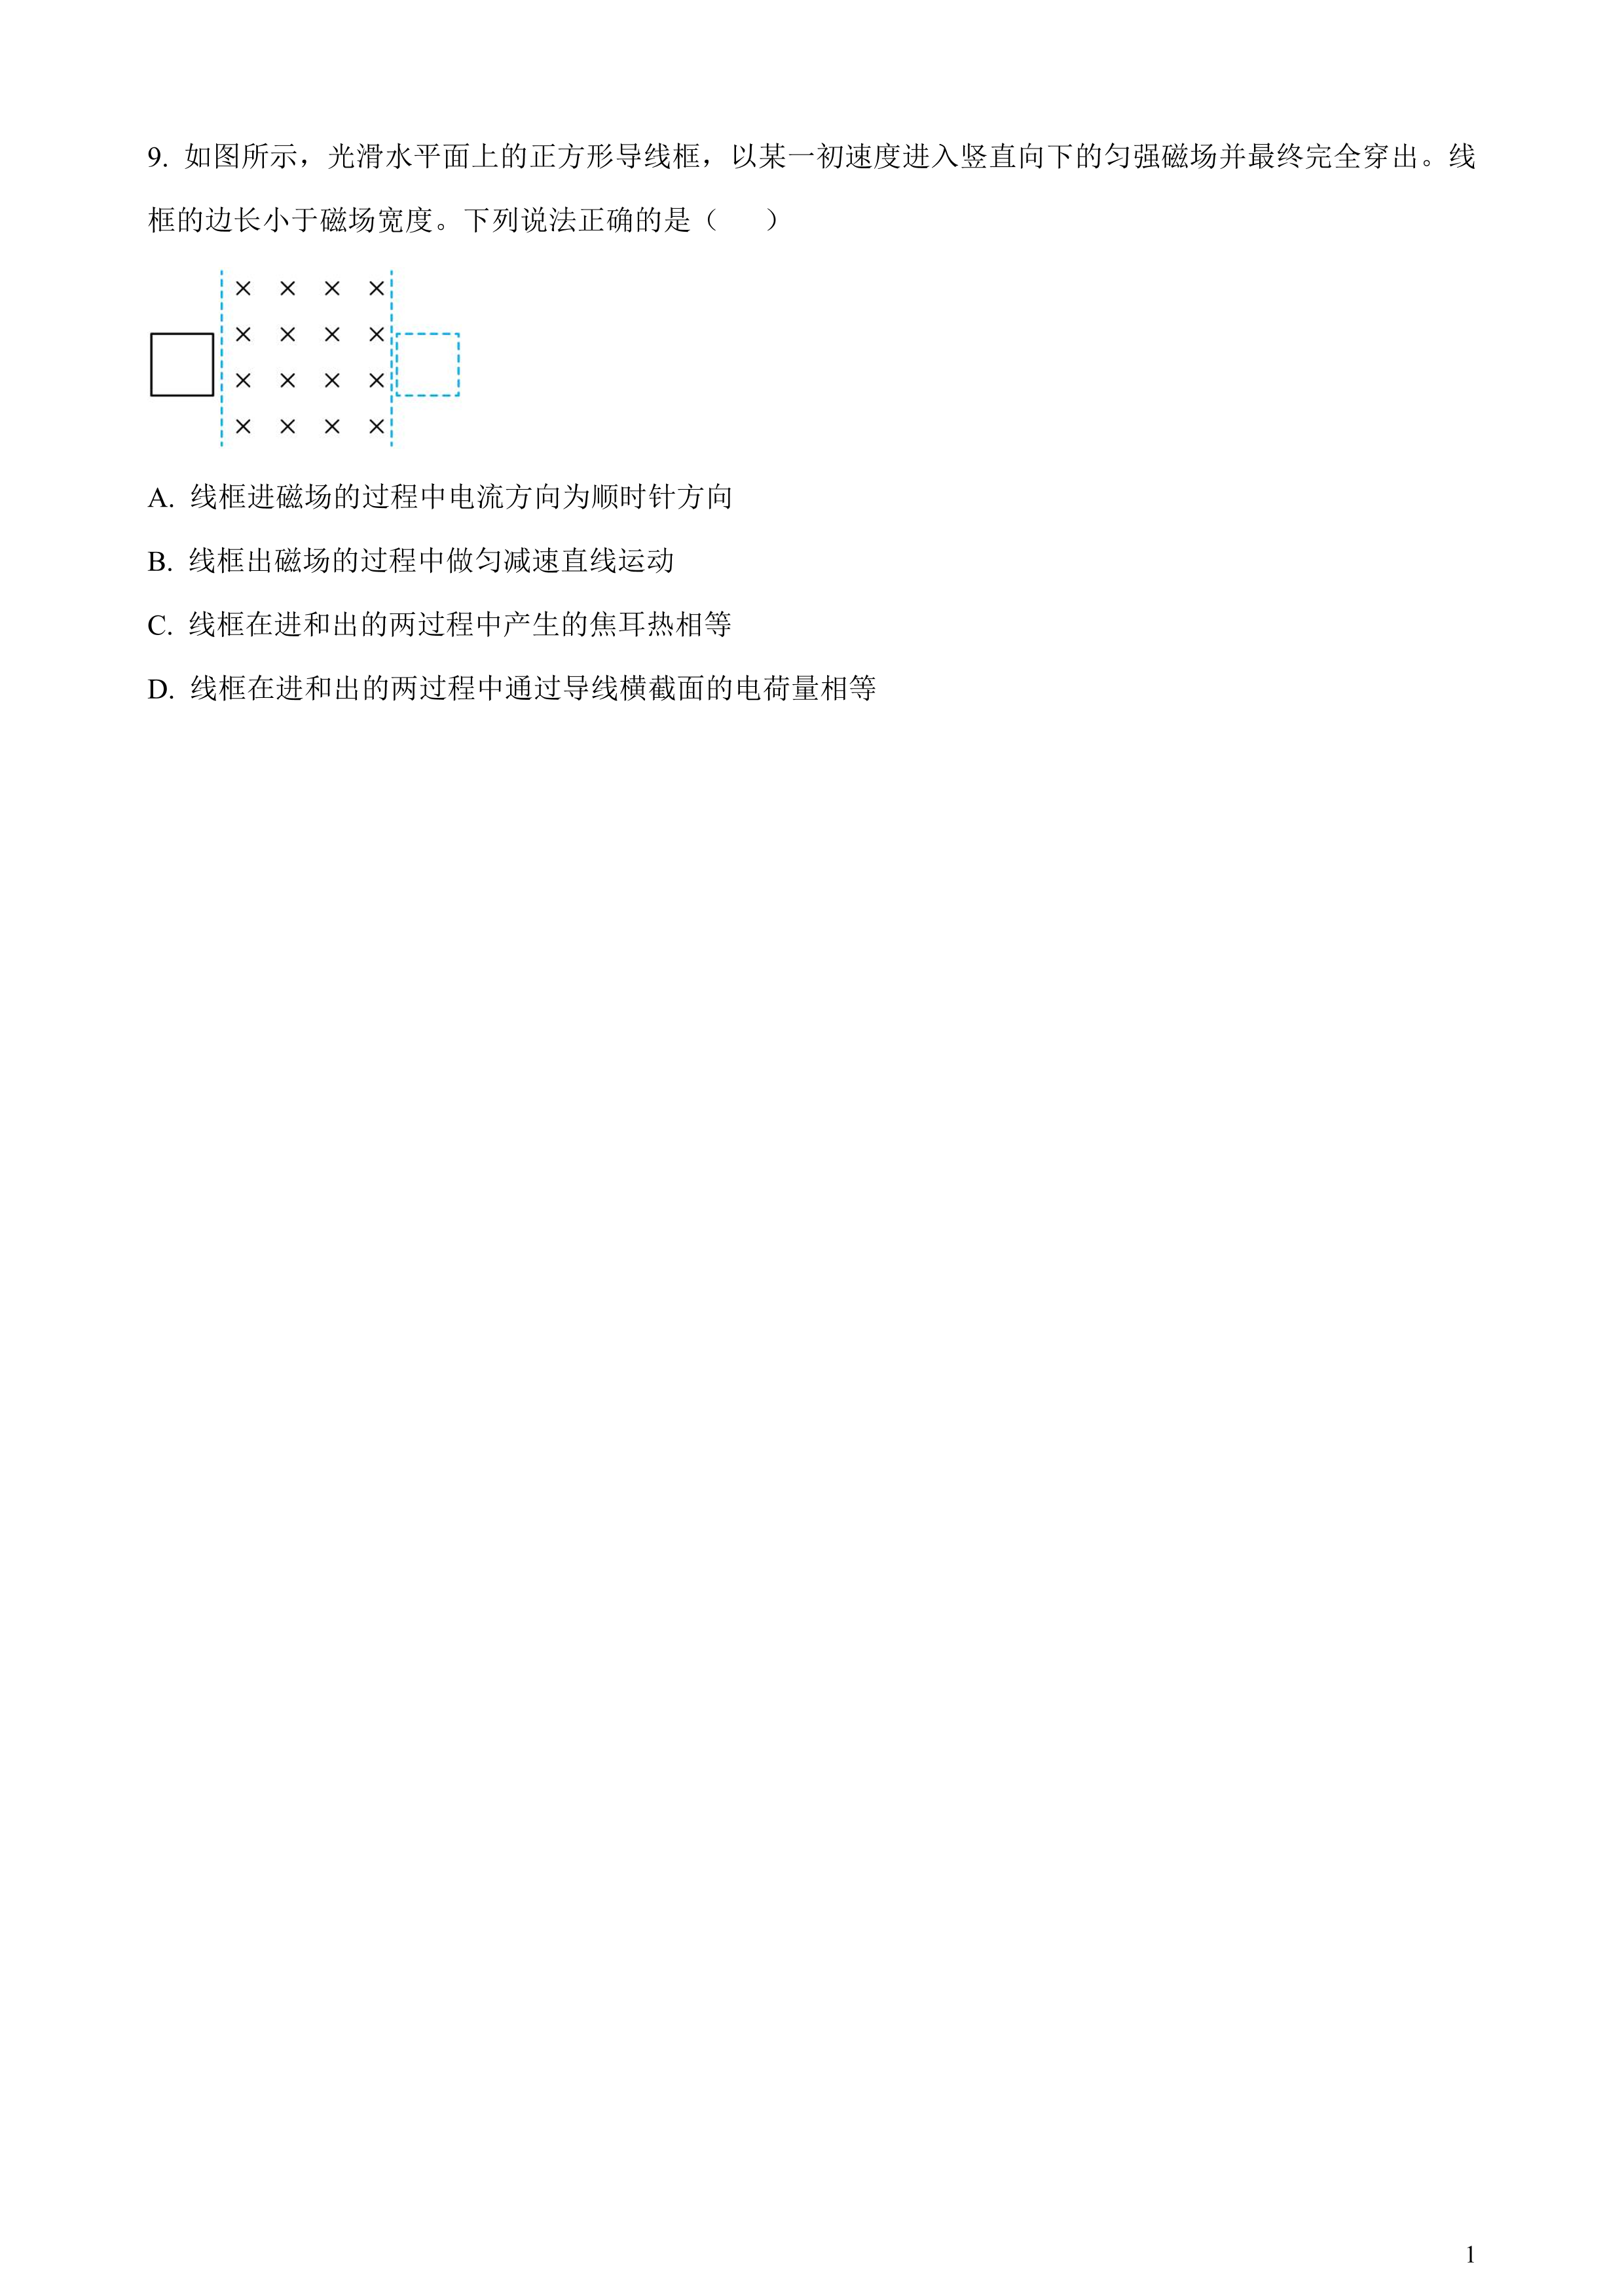 9. 如图所示，光滑水平面上的正方形导线框，以某一初速度进入竖直向下的匀强磁场并最终完全穿出。线
框的边长小于磁场宽度。下列说法正确的是（　　）
A. 线框进磁场的过程中电流方向为顺时针方向
B. 线框出磁场的过程中做匀减速直线运动
C. 线框在进和出的两过程中产生的焦耳热相等
D. 线框在进和出的两过程中通过导线横截面的电荷量相等
1